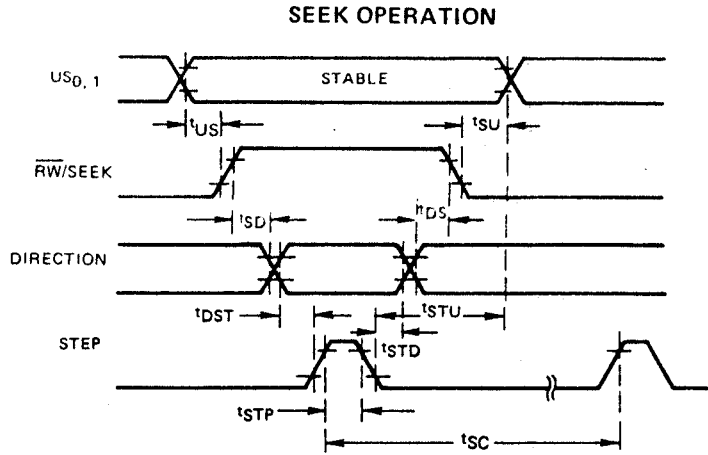 SEEK OPERATION
US0, 1
STABLE
tUS
tSU
RW/SEEK
tSD
tDS
DIRECTION
tDST
tSTU
STEP
tSTD
tSTP
tSC